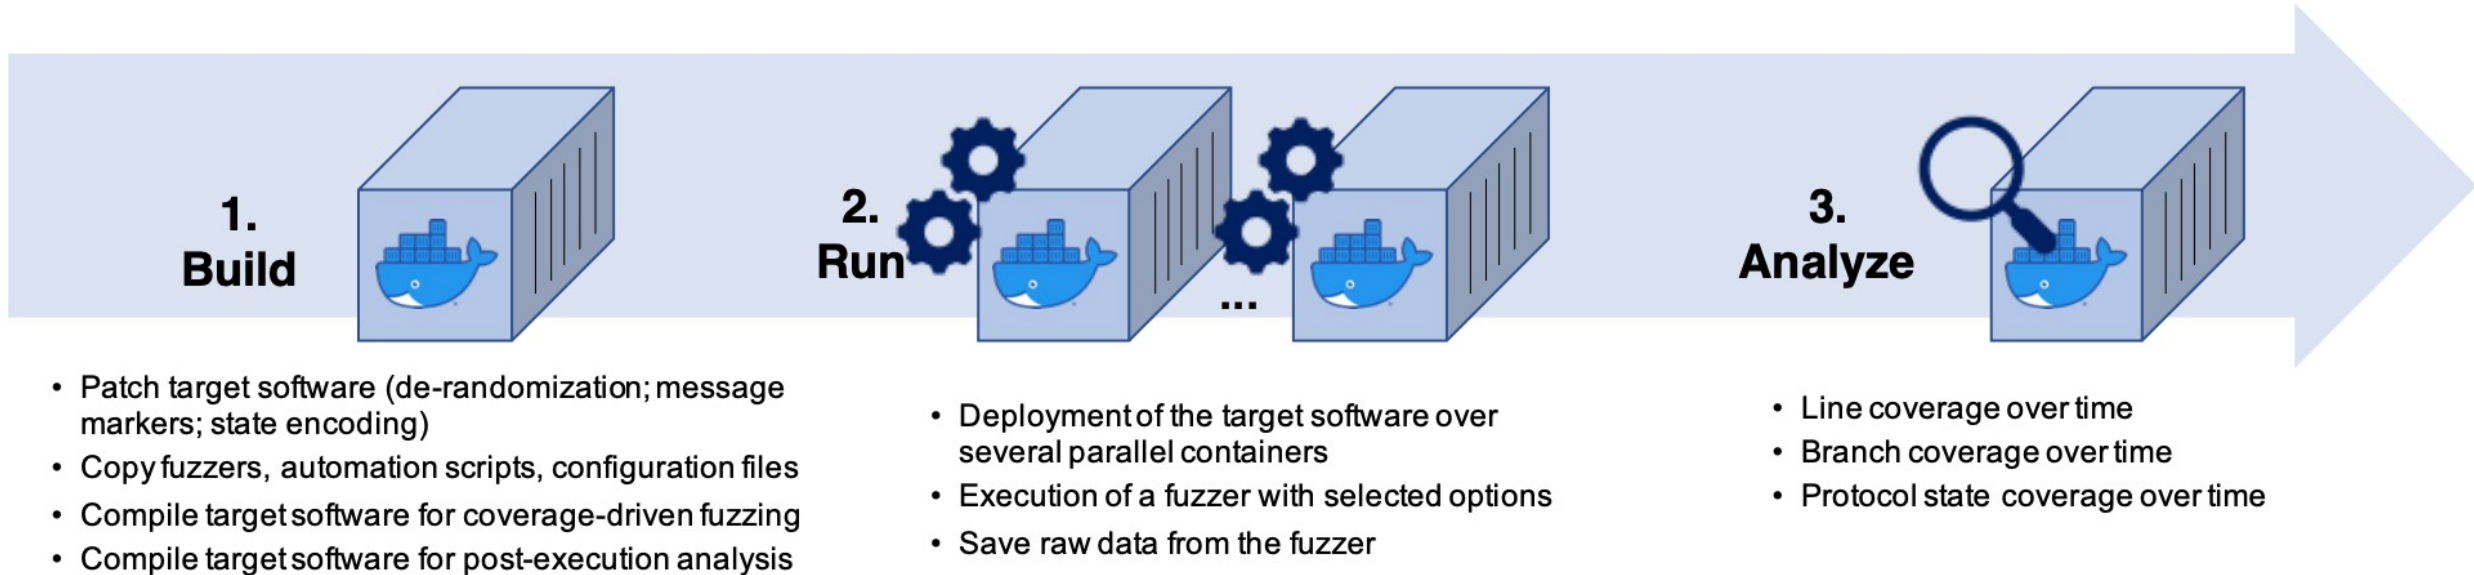 1.
Build
2.
Run
...
3.
Analyze
• Patch target software (de-randomization; message
markers; state encoding)
• Copy fuzzers, automation scripts, configuration files
• Compile target software for coverage-driven fuzzing
• Compile target software for post-execution analysis
• Deployment of the target software over
several parallel containers
• Execution of a fuzzer with selected options
• Save raw data from the fuzzer
• Line coverage over time
• Branch coverage over time
• Protocol state coverage over time